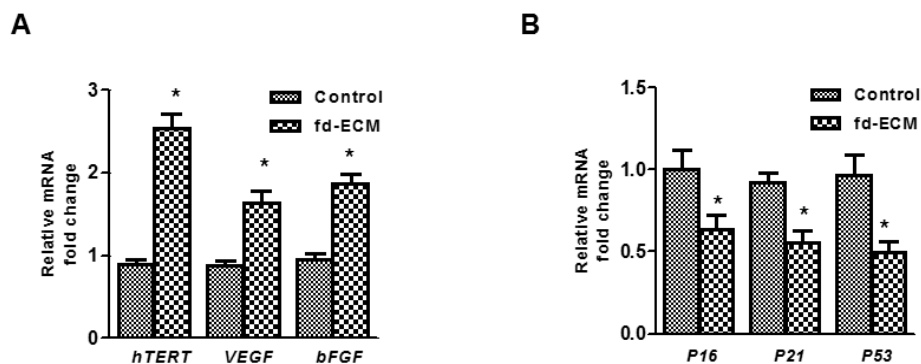 A
Relative mRNA
fold change
3
2
1
0
*
*
*
Control
fd-ECM
hTERT VEGF bFGF
B
Relative mRNA
fold change
1.5
1.0
0.5
0.0
Control
fd-ECM
*
*
*
P16 P21 P53